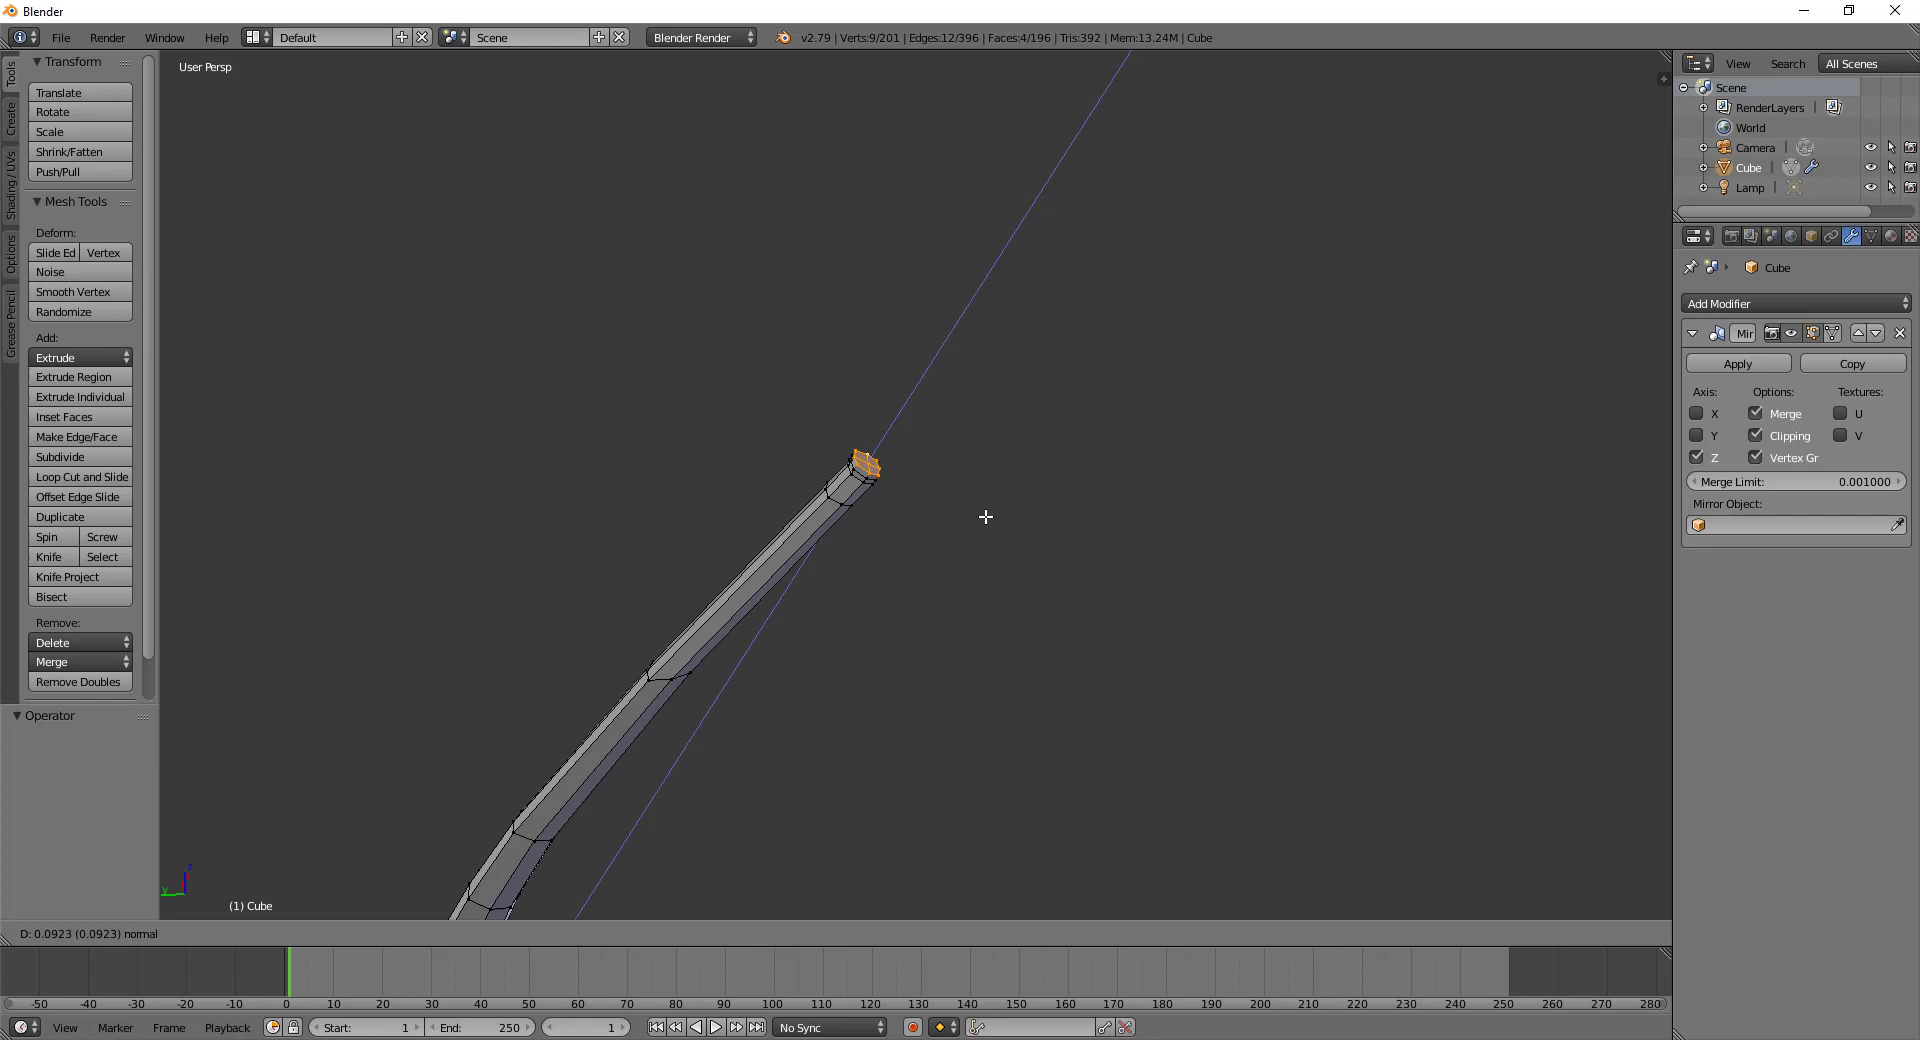 Blender
File Render Window Help Default Scene Blender Render v2.79 | Verts:9/201 | Edges:12/396 | Faces:4/196 | Tris:392 | Mem:13.24M | Cube
Tools
Create
Shading / UVs
Options
Grease Pencil
Transform
Translate
Rotate
Scale
Shrink/Fatten
Push/Pull
Mesh Tools
Deform:
Slide Ed Vertex
Noise
Smooth Vertex
Randomize
Add:
Extrude
Extrude Region
Extrude Individual
Inset Faces
Make Edge/Face
Subdivide
Loop Cut and Slide
Offset Edge Slide
Duplicate
Spin Screw
Knife Select
Knife Project
Bisect
Remove:
Delete
Merge
Remove Doubles
Operator
User Persp
z
y
(1) Cube
D: 0.0923 (0.0923) normal
View Search All Scenes
Scene
RenderLayers
World
Camera
Cube
Lamp
Cube
Add Modifier
Mir
Apply Copy
Axis: Options: Textures:
X Merge U
Y Clipping V
Z Vertex Gr
Merge Limit: 0.001000
Mirror Object:
-50 -40 -30 -20 -10 0 10 20 30 40 50 60 70 80 90 100 110 120 130 140 150 160 170 180 190 200 210 220 230 240 250 260 270 280
View Marker Frame Playback Start: 1 End: 250 1 No Sync